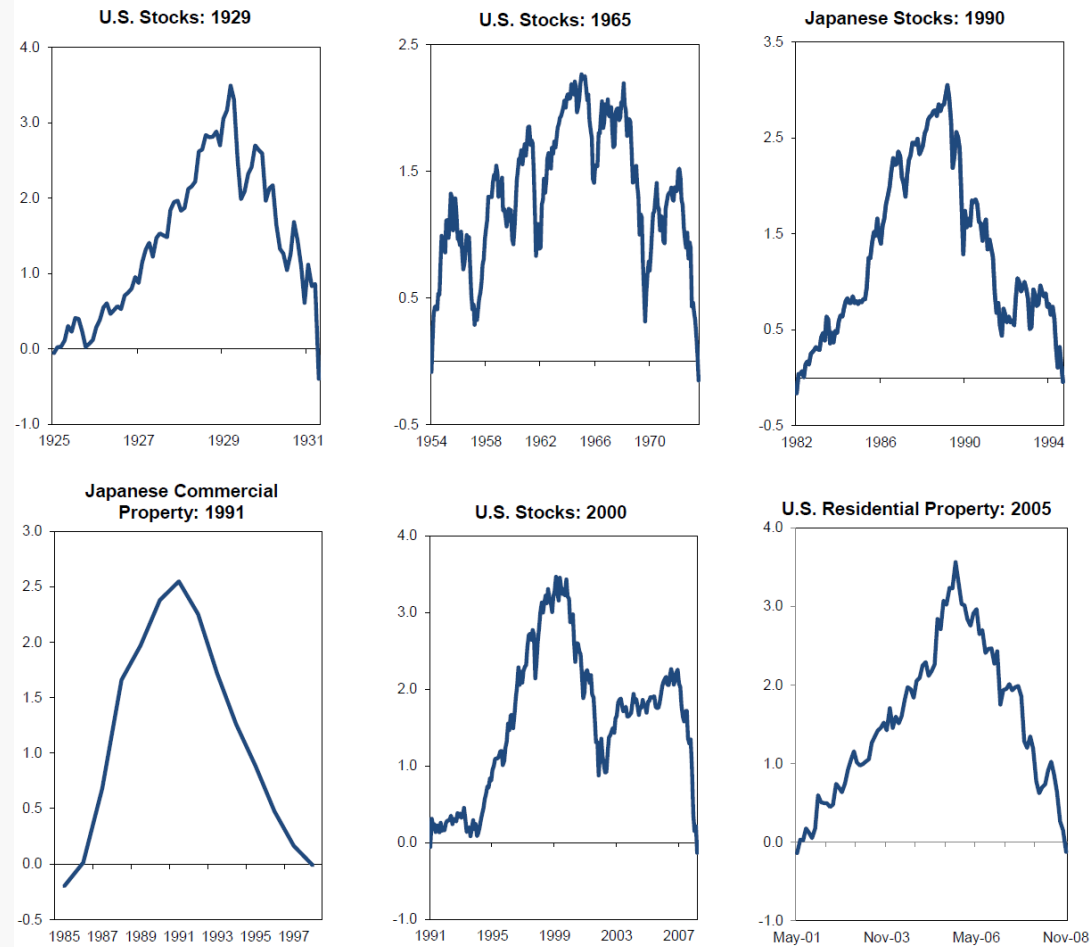 U.S. Stocks: 1929
4.0
3.0
2.0
1.0
0.0
-1.0
1925 1927 1929 1931
U.S. Stocks: 1965
2.5
1.5
0.5
-0.5
1954 1958 1962 1966 1970
Japanese Stocks: 1990
3.5
2.5
1.5
0.5
-0.5
1982 1986 1990 1994
Japanese Commercial
Property: 1991
3.0
2.5
2.0
1.5
1.0
0.5
0.0
-0.5
1985 1987 1989 1991 1993 1995 1997
U.S. Stocks: 2000
4.0
3.0
2.0
1.0
0.0
-1.0
1991 1995 1999 2003 2007
U.S. Residential Property: 2005
4.0
3.0
2.0
1.0
0.0
-1.0
May-01 Nov-03 May-06 Nov-08